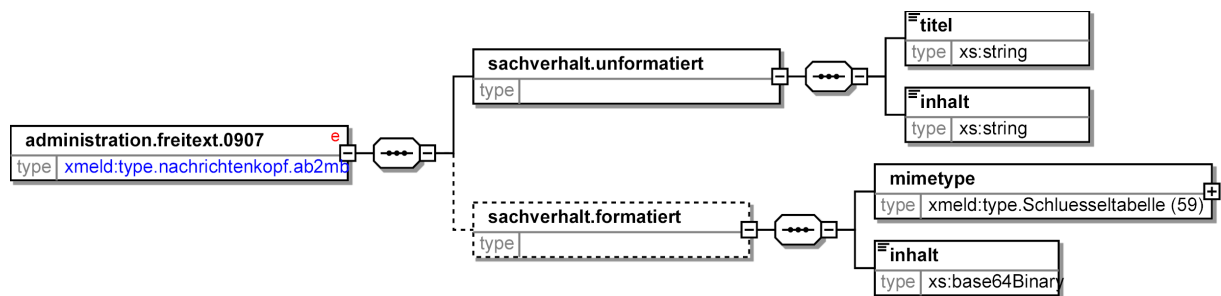 titel
type xs:string
sachverhalt.unformatiert
type
inhalt
type xs:string
administration.freitext.0907 e
type xmeld:type.nachrichtenkopf.ab2mb
mimetype
type xmeld:type.Schluesseltabelle (59)
sachverhalt.formatiert
type
inhalt
type xs:base64Binary